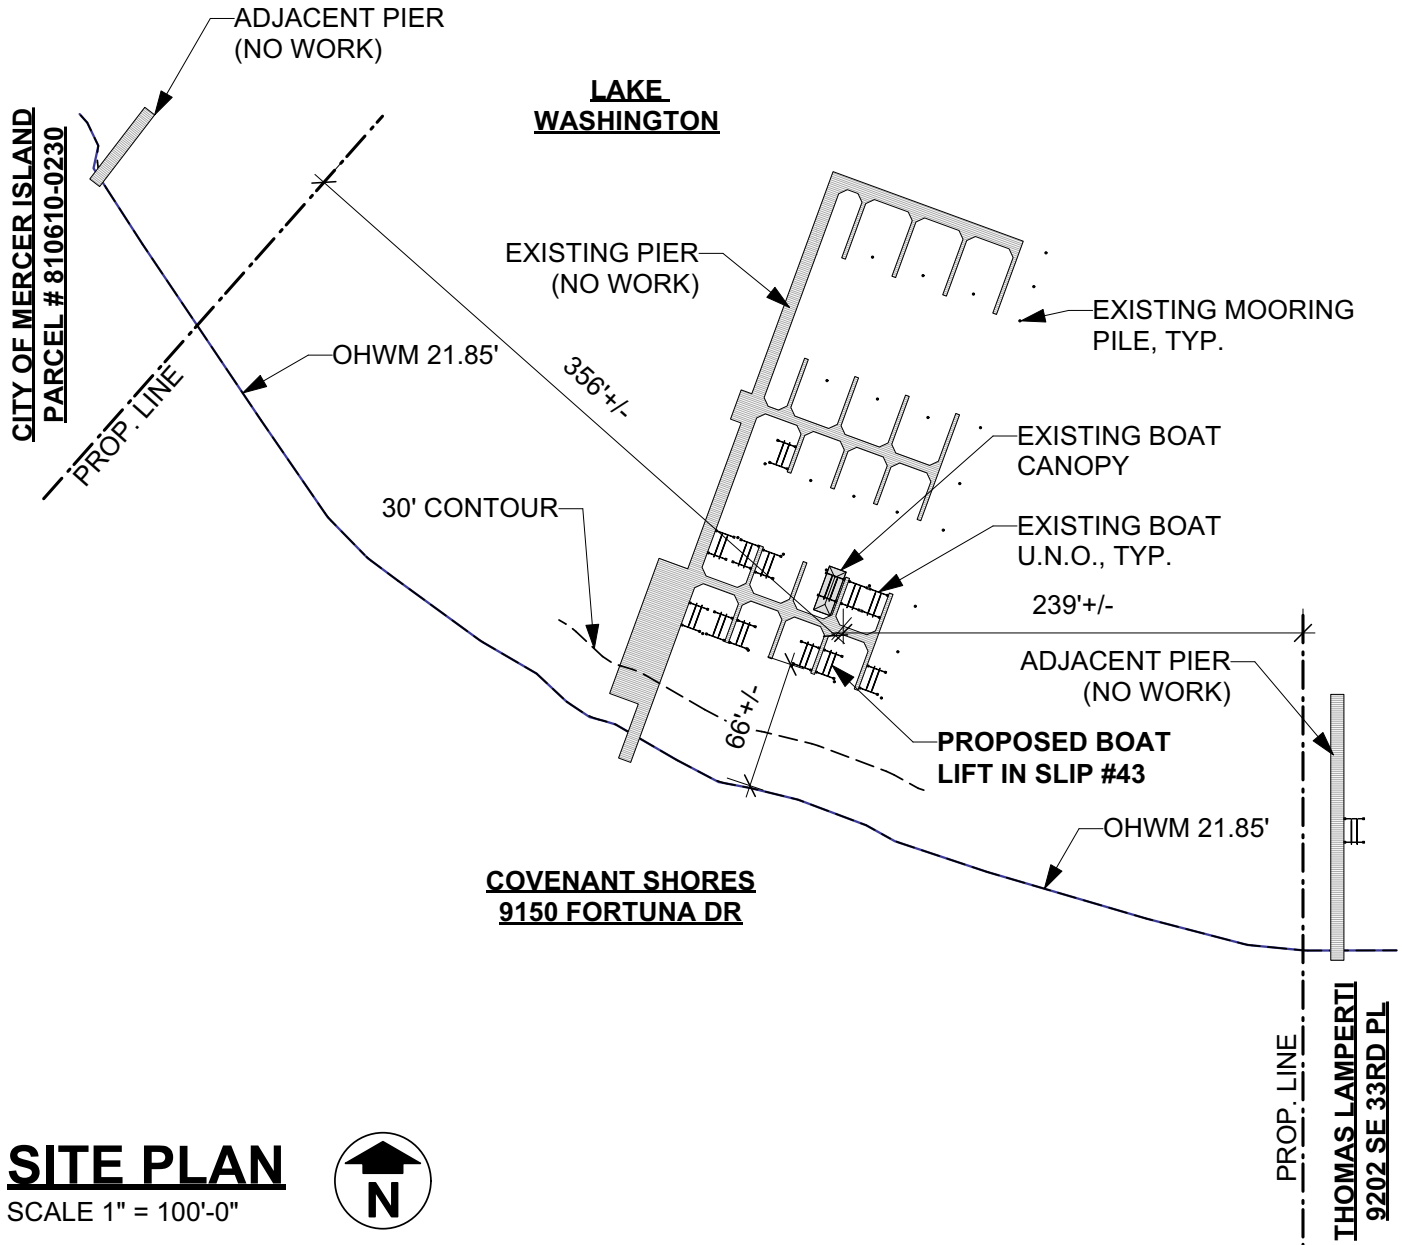 ADJACENT PIER
(NO WORK)
LAKE
WASHINGTON
CITY OF MERCER ISLAND
PARCEL # 810610-0230
EXISTING PIER
(NO WORK)
EXISTING MOORING
PILE, TYP.
OHWM 21.85'
356'+/-
PROP. LINE
EXISTING BOAT
CANOPY
30' CONTOUR
EXISTING BOAT
U.N.O., TYP.
239'+/-
ADJACENT PIER
(NO WORK)
66'+/-
PROPOSED BOAT
LIFT IN SLIP #43
OHWM 21.85'
COVENANT SHORES
9150 FORTUNA DR
PROP. LINE
THOMAS LAMPERTI
9202 SE 33RD PL
SITE PLAN
SCALE 1" = 100'-0"
N